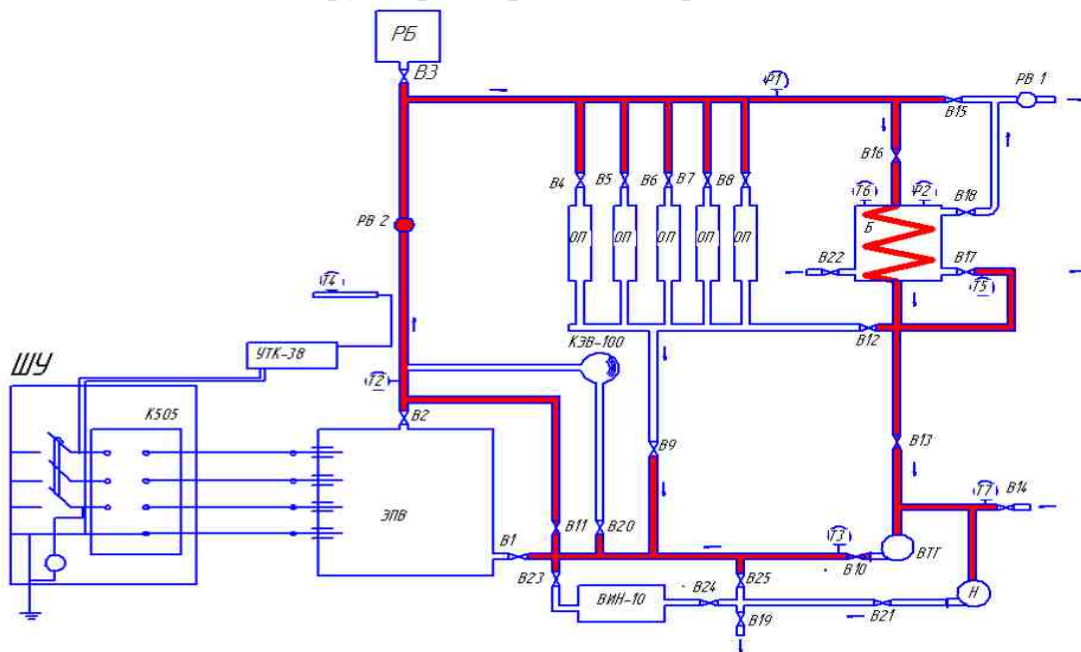 РБ
В3
Р1
РВ 1
В15
В16
В4
В5
В6
В7
В8
Т6
Р2
В18
Б
РВ 2
ОП
ОП
ОП
ОП
ОП
В22
В17
Т5
Т4
В12
КЭВ-100
УТК-38
ШУ
Т2
К505
В2
В9
В13
Т7
В14
ЭПВ
В11
В20
В1
Т3
ВТГ
В10
В23
В25
ВИН-10
В24
Н
В19
В21